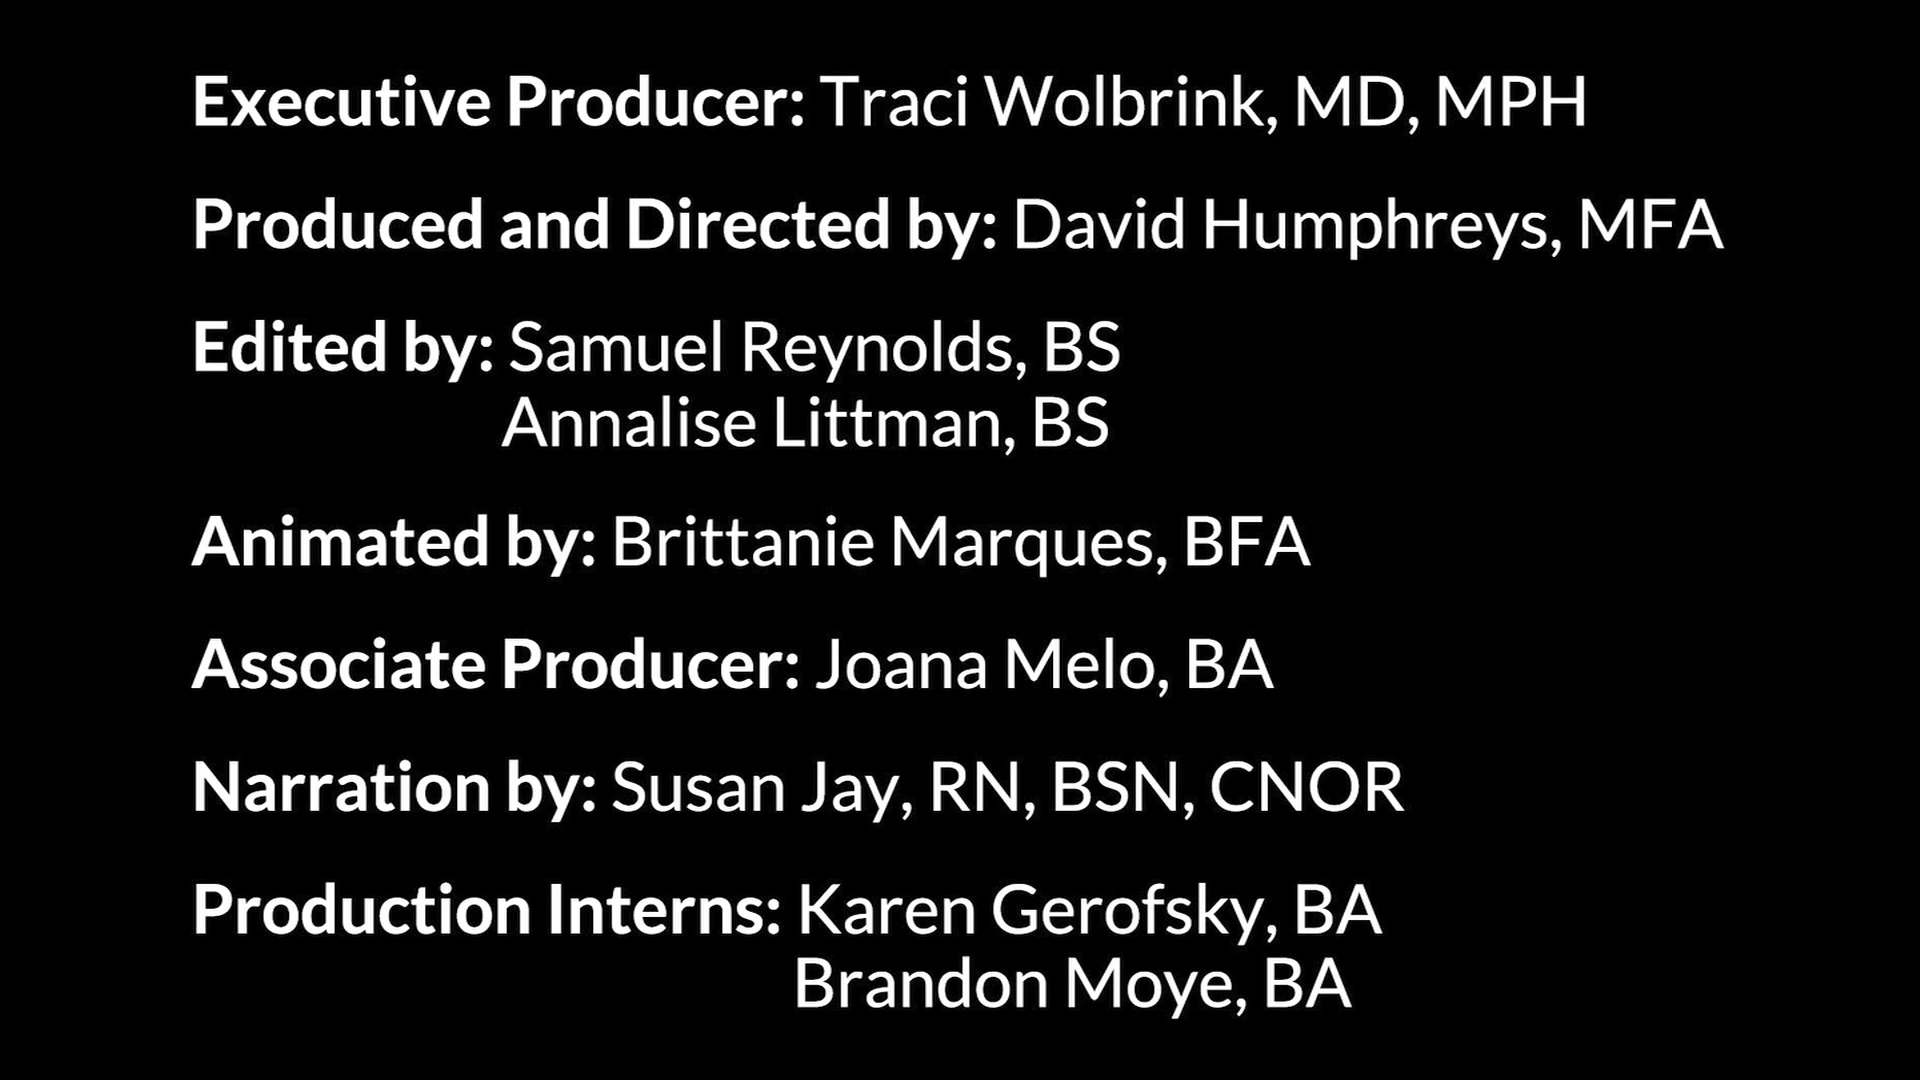 Executive Producer: Traci Wolbrink, MD, MPH
Produced and Directed by: David Humphreys, MFA
Edited by: Samuel Reynolds, BS
Annalise Littman, BS
Animated by: Brittanie Marques, BFA
Associate Producer: Joana Melo, BA
Narration by: Susan Jay, RN, BSN, CNOR
Production Interns: Karen Gerofsky, BA
Brandon Moye, BA